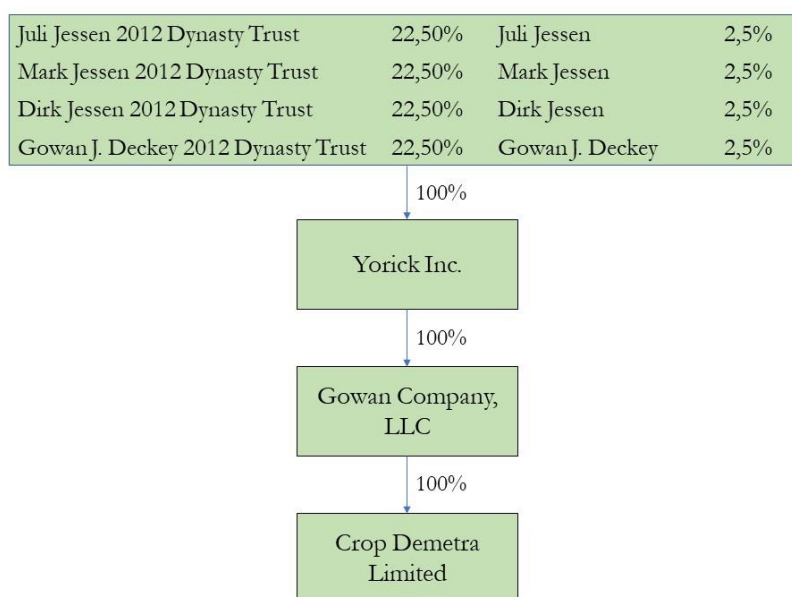 Juli Jessen 2012 Dynasty Trust 22,50% Juli Jessen 2,5%
Mark Jessen 2012 Dynasty Trust 22,50% Mark Jessen 2,5%
Dirk Jessen 2012 Dynasty Trust 22,50% Dirk Jessen 2,5%
Gowan J. Deckey 2012 Dynasty Trust 22,50% Gowan J. Deckey 2,5%
100%
Yorick Inc.
100%
Gowan Company,
LLC
100%
Crop Demetra
Limited